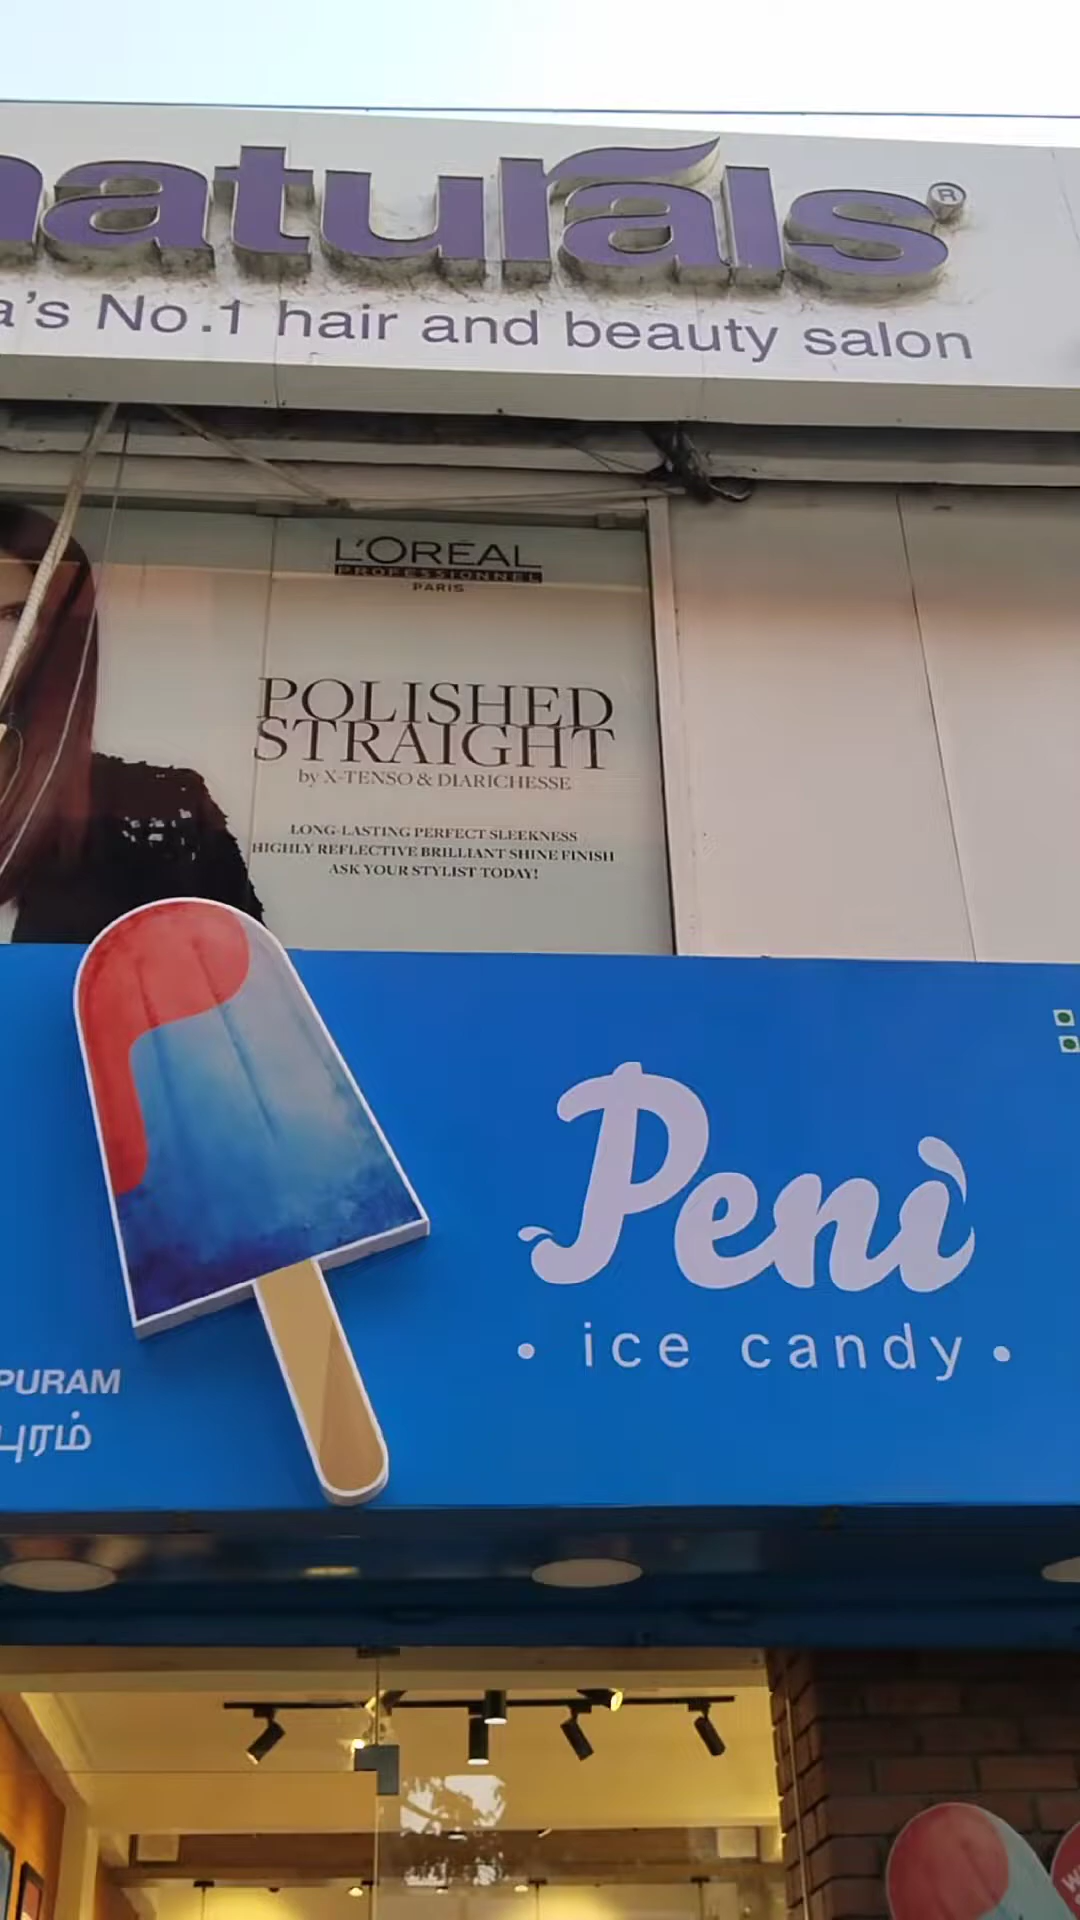 naturals®
a's No.1 hair and beauty salon
L'ORÉAL
PROFESSIONNEL
PARIS
POLISHED
STRAIGHT
by X-TENSO & DIARICHESSE
LONG-LASTING PERFECT SLEEKNESS
HIGHLY REFLECTIVE BRILLIANT SHINE FINISH
ASK YOUR STYLIST TODAY!
Peni
• ice candy •
PURAM
புரம்